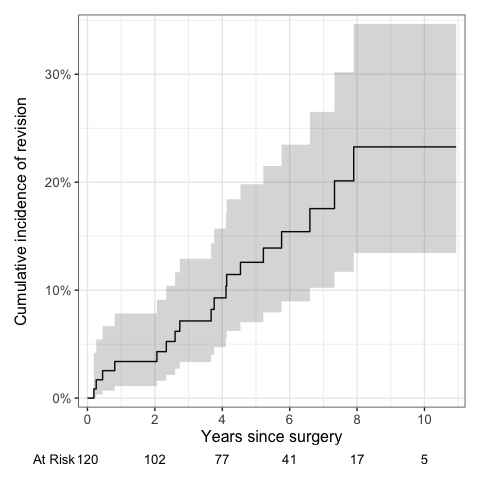 Cumulative incidence of revision
30%
20%
10%
0%
0 2 4 6 8 10
Years since surgery
At Risk 120 102 77 41 17 5